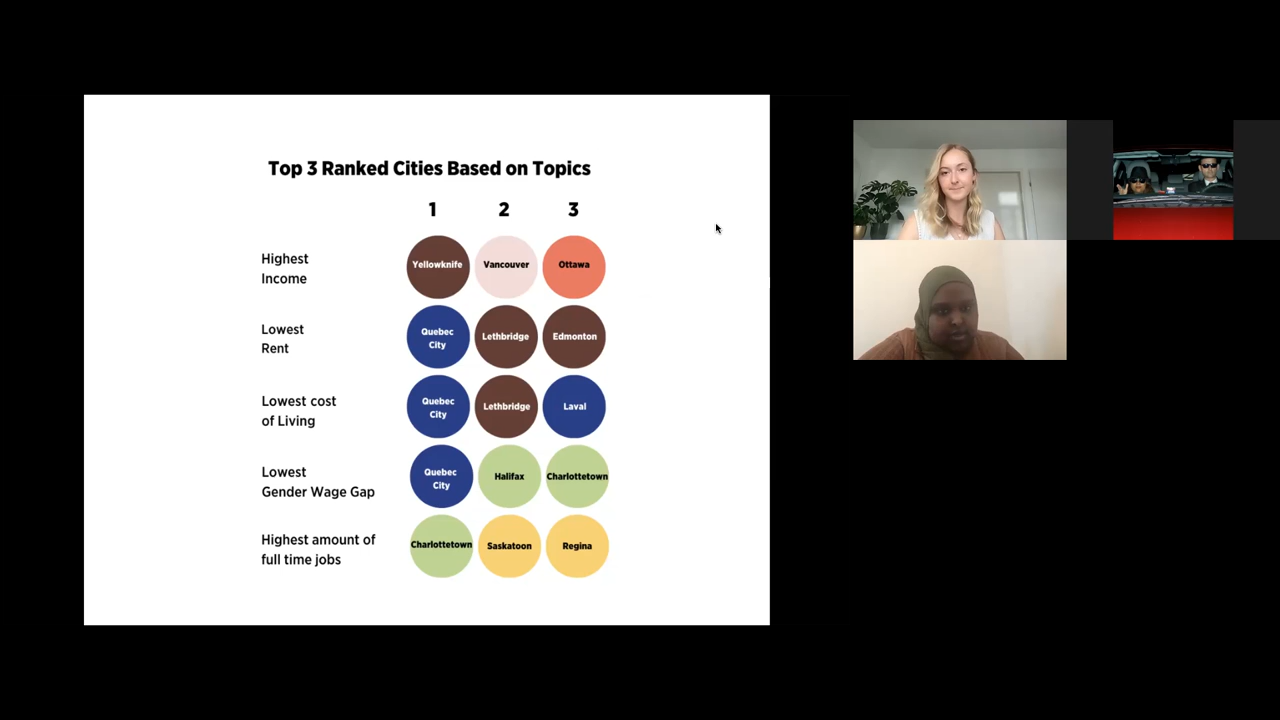 Top 3 Ranked Cities Based on Topics
1 2 3
Highest
Income
Yellowknife Vancouver Ottawa
Lowest
Rent
Quebec
City
Lethbridge Edmonton
Lowest cost
of Living
Quebec
City
Lethbridge Laval
Lowest
Gender Wage Gap
Quebec
City
Halifax Charlottetown
Highest amount of
full time jobs
Charlottetown Saskatoon Regina